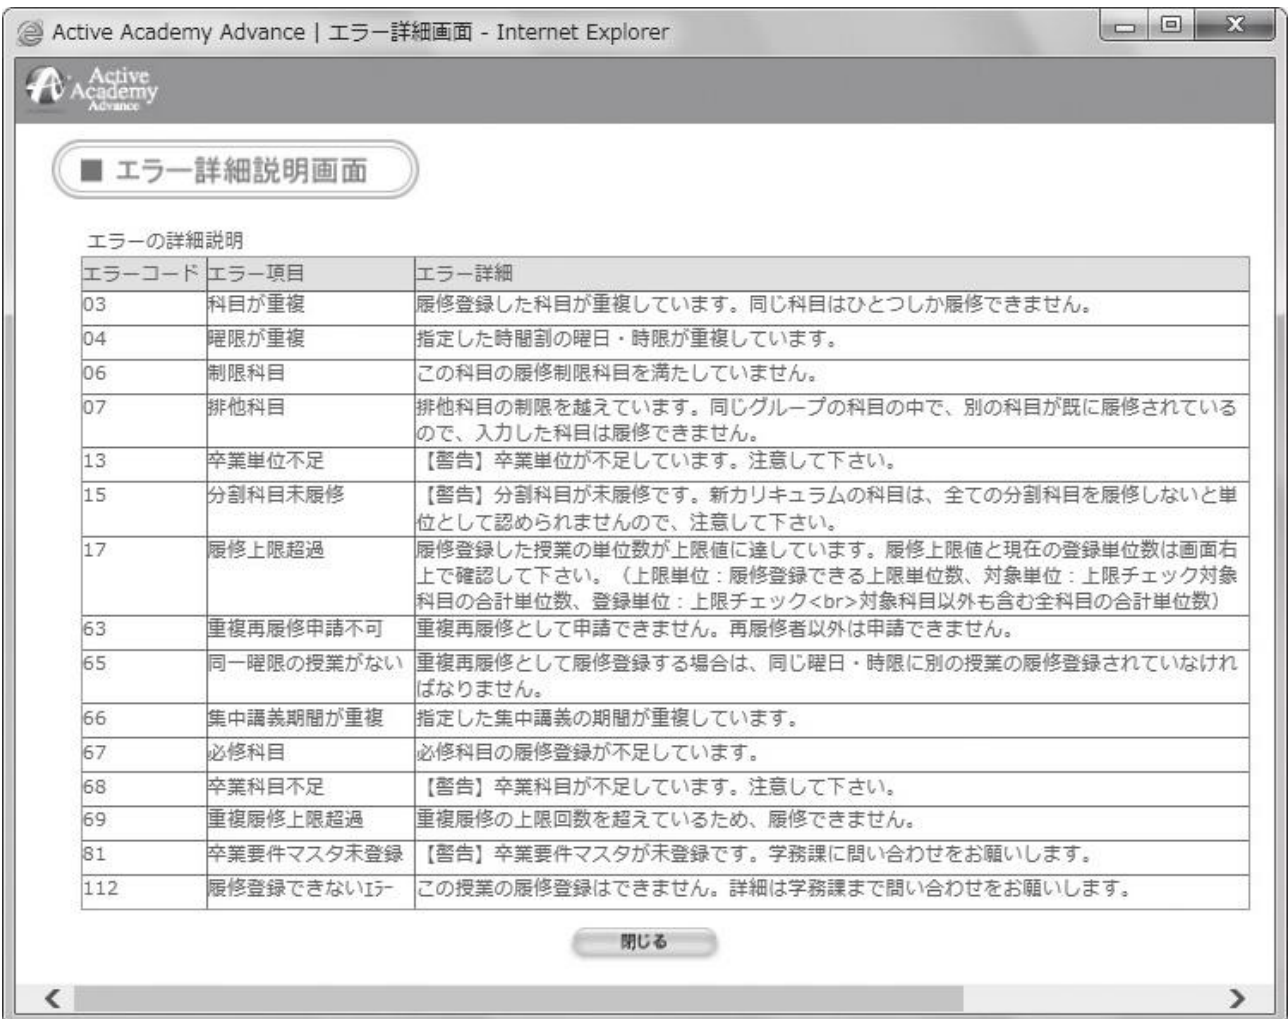 Active Academy Advance | エラー詳細画面 - Internet Explorer
Active
Academy
Advance
■ エラー詳細説明画面
エラーの詳細説明
エラーコード エラー項目 エラー詳細
03 科目が重複 履修登録した科目が重複しています。同じ科目はひとつしか履修できません。
04 曜限が重複 指定した時間割の曜日・時限が重複しています。
06 制限科目 この科目の履修制限科目を満たしていません。
07 排他科目 排他科目の制限を越えています。同じグループの科目の中で、別の科目が既に履修されている
ので、入力した科目は履修できません。
13 卒業単位不足 【警告】卒業単位が不足しています。注意して下さい。
15 分割科目未履修 【警告】分割科目が未履修です。新カリキュラムの科目は、全ての分割科目を履修しないと単
位として認められませんので、注意して下さい。
17 履修上限超過 履修登録した授業の単位数が上限値に達しています。履修上限値と現在の登録単位数は画面右
上で確認して下さい。（上限単位：履修登録できる上限単位数、対象単位：上限チェック対象
科目の合計単位数、登録単位：上限チェック<br>対象科目以外も含む全科目の合計単位数）
63 重複再履修申請不可 重複再履修として申請できません。再履修者以外は申請できません。
65 同一曜限の授業がない 重複再履修として履修登録する場合は、同じ曜日・時限に別の授業の履修登録されていなけれ
ばなりません。
66 集中講義期間が重複 指定した集中講義の期間が重複しています。
67 必修科目 必修科目の履修登録が不足しています。
68 卒業科目不足 【警告】卒業科目が不足しています。注意して下さい。
69 重複履修上限超過 重複履修の上限回数を超えているため、履修できません。
81 卒業要件マスタ未登録 【警告】卒業要件マスタが未登録です。学務課に問い合わせをお願いします。
112 履修登録できないｴﾗｰ この授業の履修登録はできません。詳細は学務課まで問い合わせをお願いします。
閉じる